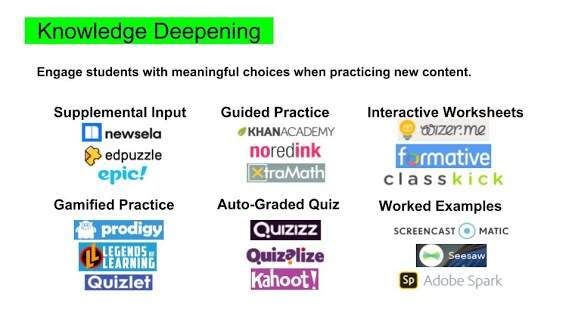 Knowledge Deepening
Engage students with meaningful choices when practicing new content.
Supplemental Input
newsela
edpuzzle
epic!
Guided Practice
KHANACADEMY
noredink
XtraMath
Interactive Worksheets
wizer.me
formative
classkick
Gamified Practice
prodigy
LEGENDS OF LEARNING
Quizlet
Auto-Graded Quiz
QUIZIZZ
Quizalize
Kahoot!
Worked Examples
SCREENCAST O MATIC
Seesaw
Sp Adobe Spark